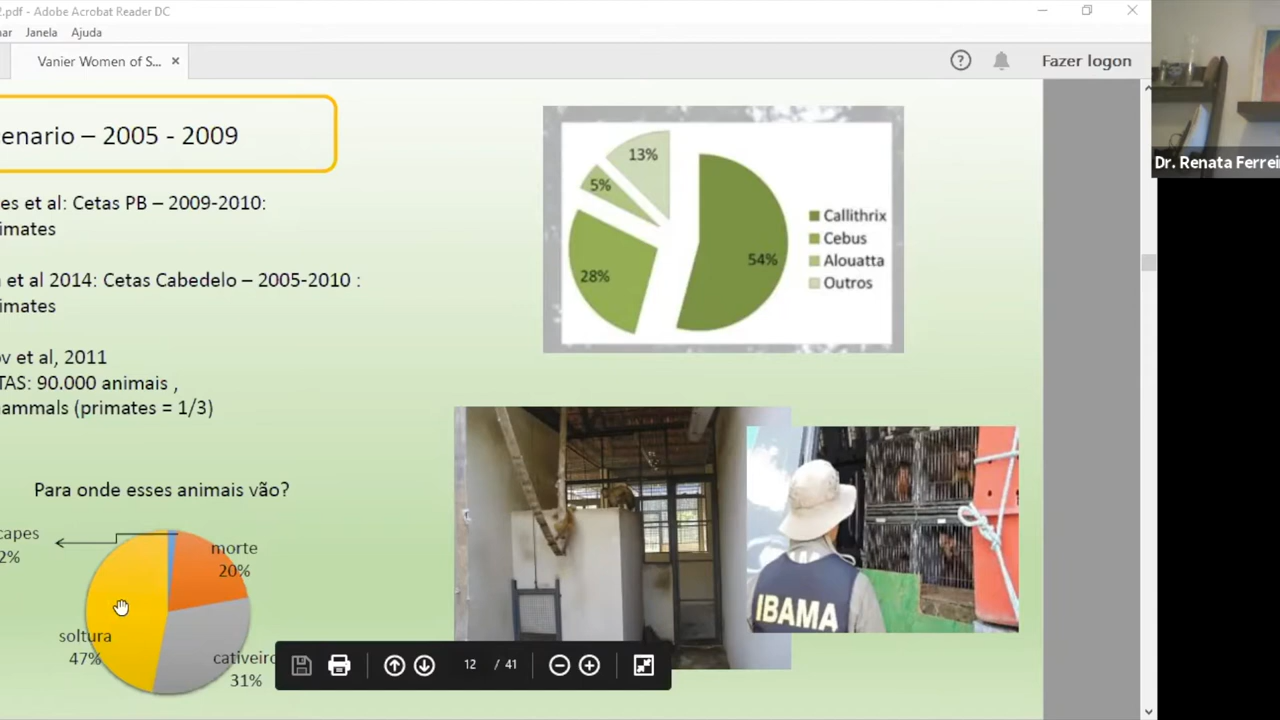 2.pdf - Adobe Acrobat Reader DC
Janela Ajuda
Vanier Women of S...
Fazer logon
enario – 2005 - 2009
es et al: Cetas PB – 2009-2010:
imates
et al 2014: Cetas Cabedelo – 2005-2010 :
imates
ov et al, 2011
TAS: 90.000 animais ,
ammals (primates = 1/3)
Para onde esses animais vão?
capes
2%
morte
20%
soltura
47%
cativeiro
31%
13%
5%
28%
54%
Callithrix
Cebus
Alouatta
Outros
IBAMA
12 / 41
Dr. Renata Ferrei